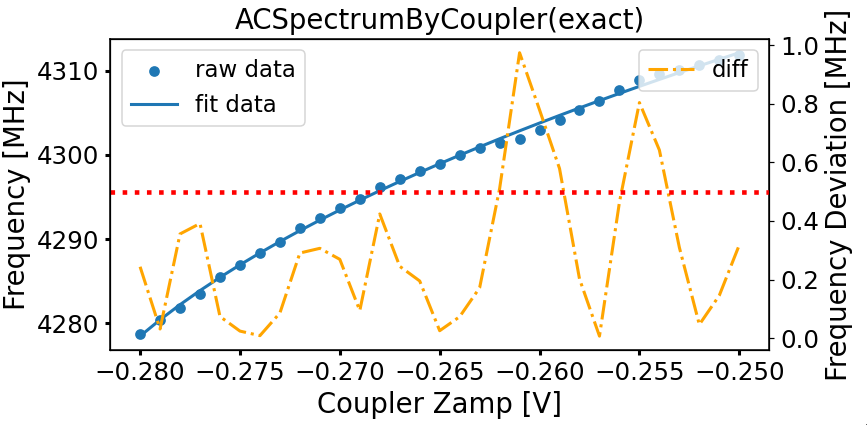 ACSpectrumByCoupler(exact)
raw data
fit data
diff
Frequency [MHz]
4310
4300
4290
4280
1.0
0.8
0.6
0.4
0.2
0.0
Frequency Deviation [MHz]
−0.280 −0.275 −0.270 −0.265 −0.260 −0.255 −0.250
Coupler Zamp [V]